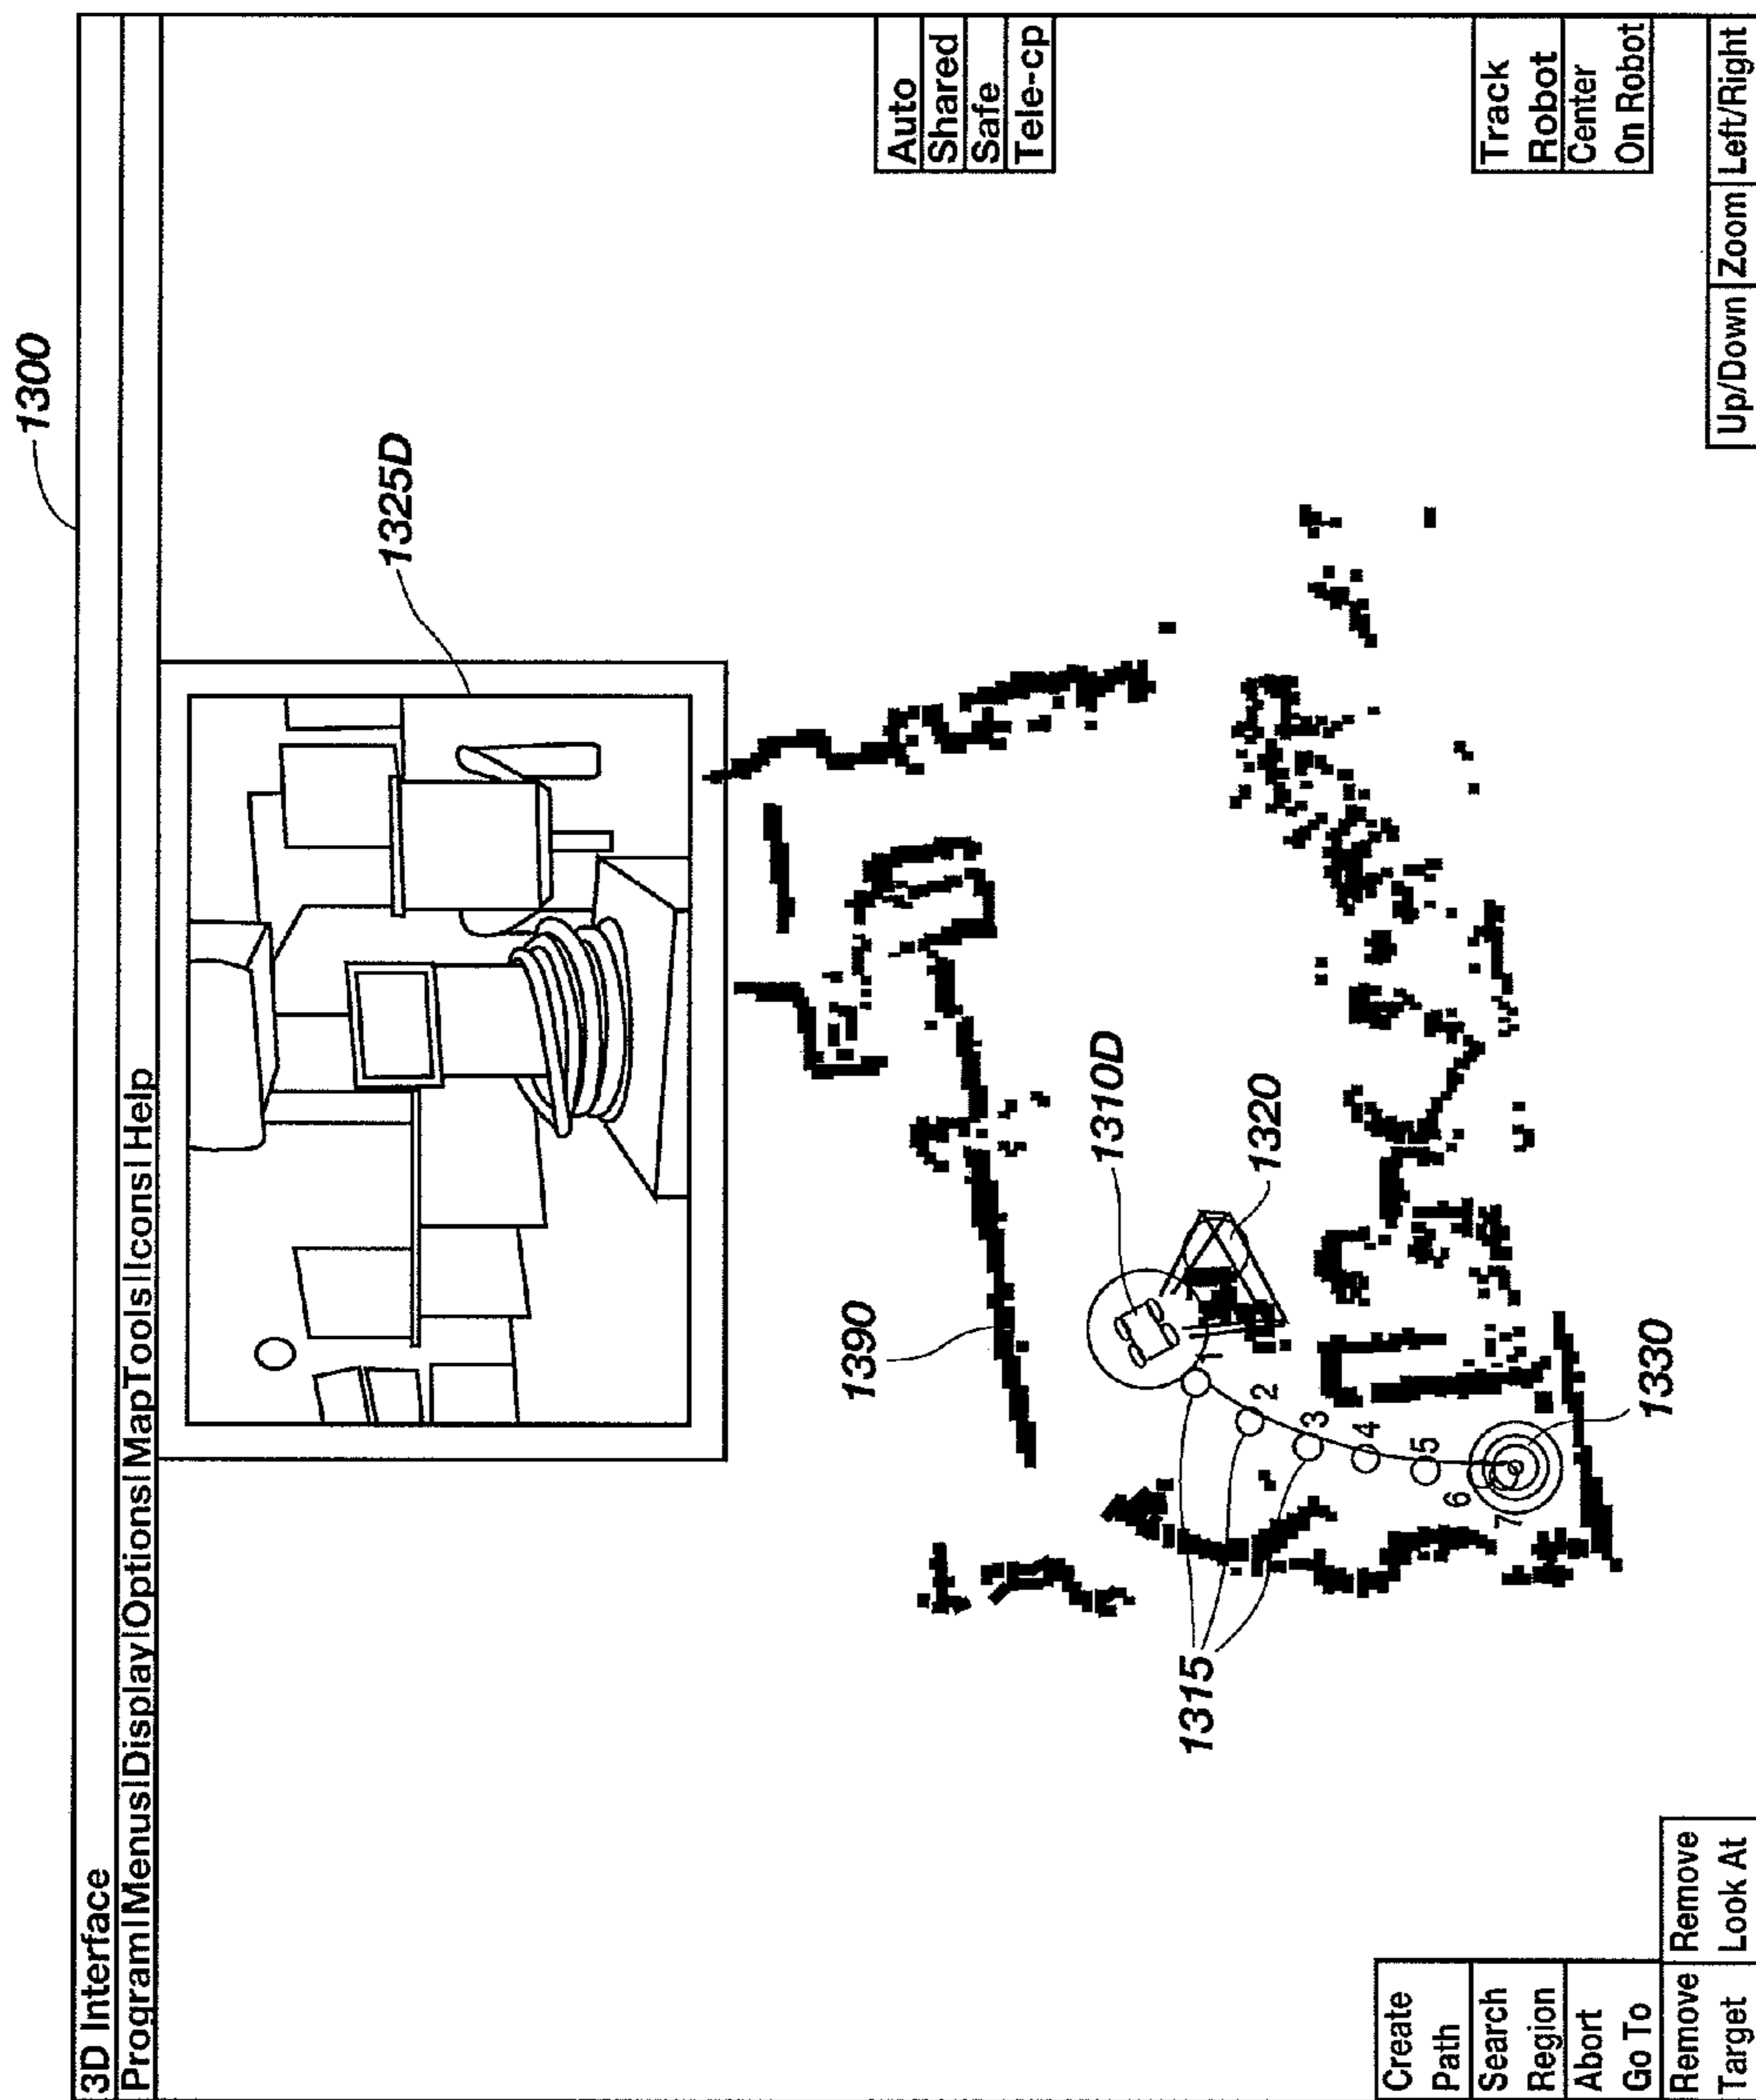 1300
3D Interface
Program|Menus|Display|Options|MapTools|Icons|Help
1325D
Auto
Shared
Safe
Tele-cp
1390
1310D
1320
1315
1
2
3
4
5
6
7
1330
Create
Path
Search
Region
Abort
Go To
Remove Remove
Target Look At
Track
Robot
Center
On Robot
Up/Down Zoom Left/Right